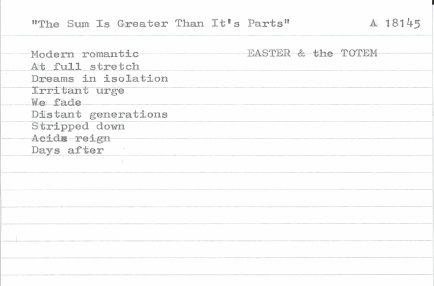 "The Sum Is Greater Than It's Parts" A 18145
Modern romantic EASTER & the TOTEM
At full stretch
Dreams in isolation
Irritant urge
We fade
Distant generations
Stripped down
Acids reign
Days after